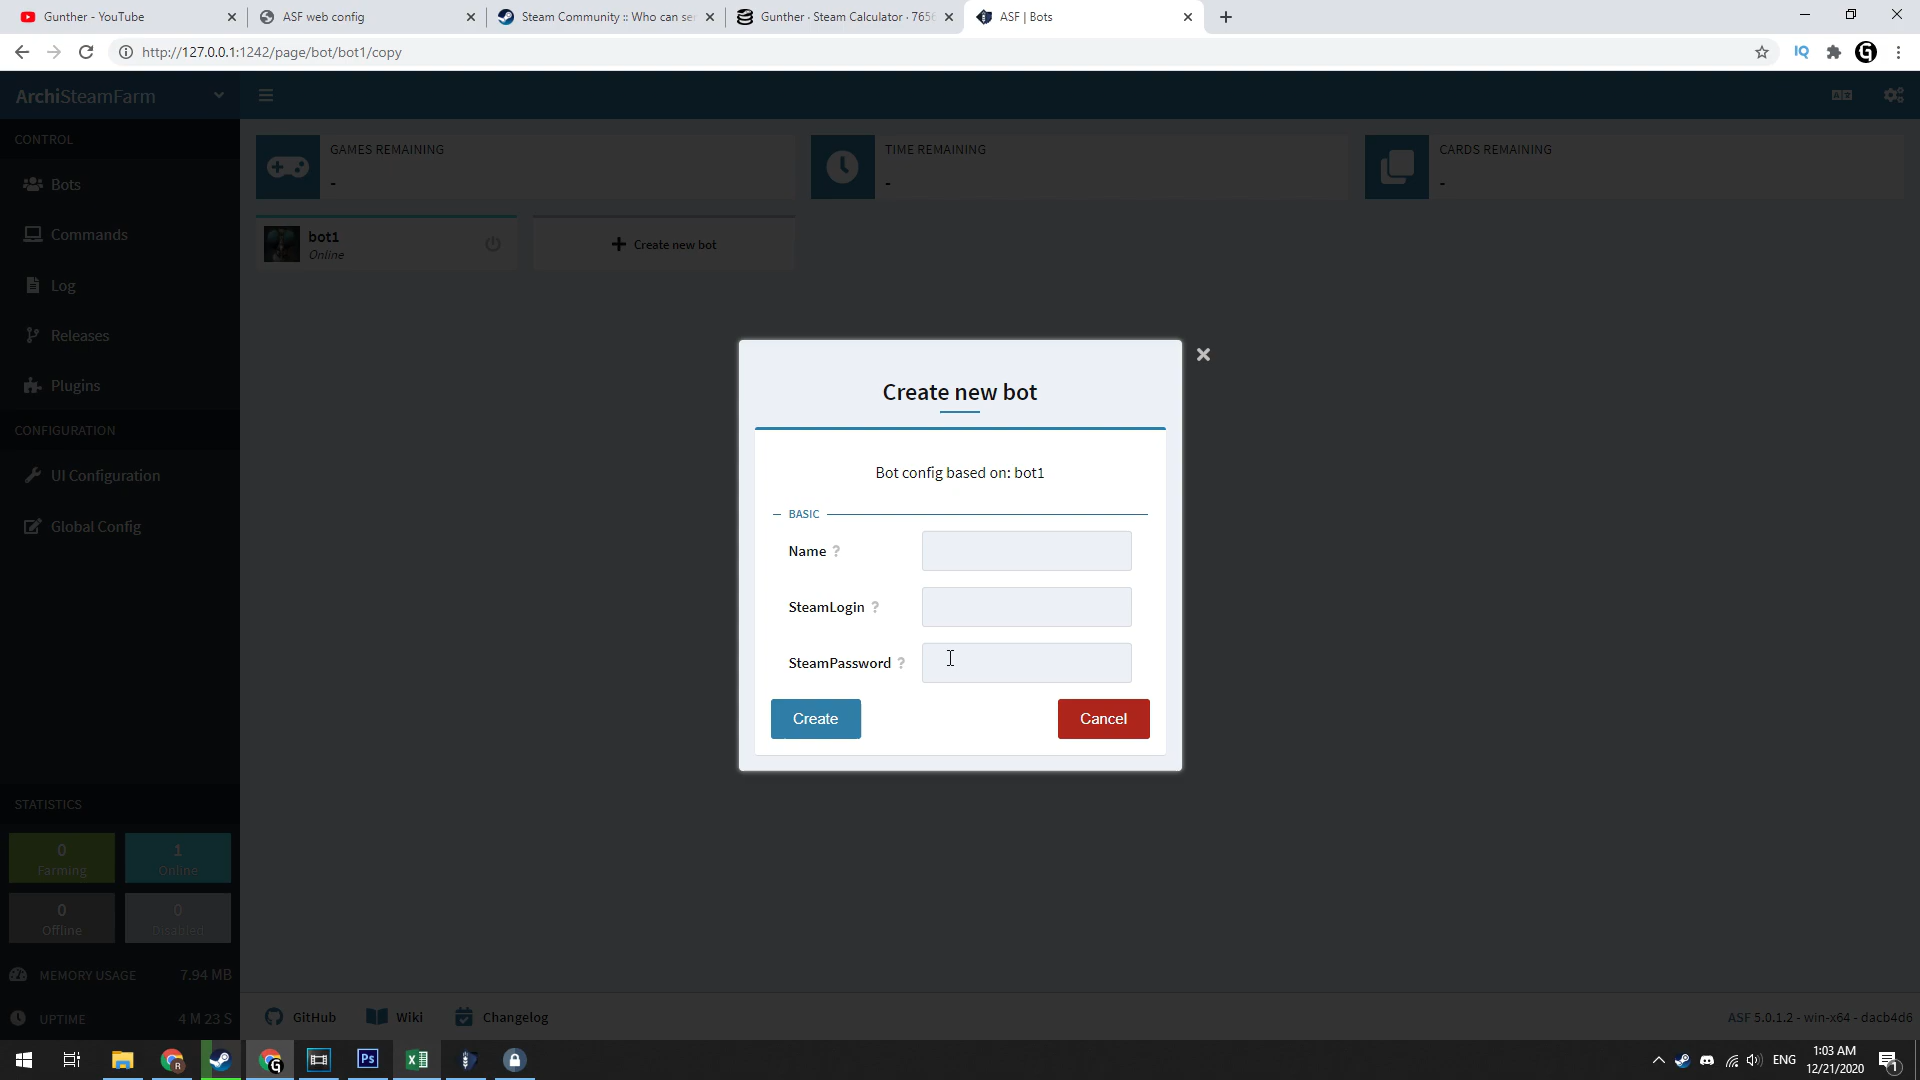 Gunther - YouTube
ASF web config
Steam Community :: Who can se
Gunther · Steam Calculator · 7656
ASF | Bots
http://127.0.0.1:1242/page/bot/bot1/copy
IQ
G
ArchiSteamFarm
CONTROL
Bots
Commands
Log
Releases
Plugins
CONFIGURATION
UI Configuration
Global Config
GAMES REMAINING
-
TIME REMAINING
-
CARDS REMAINING
-
bot1
Online
Create new bot
Create new bot
Bot config based on: bot1
BASIC
Name ?
SteamLogin ?
SteamPassword ?
Create
Cancel
STATISTICS
0
Farming
1
Online
0
Offline
0
Disabled
MEMORY USAGE 7.94 MB
UPTIME 4 M 23 S
GitHub
Wiki
Changelog
ASF 5.0.1.2 - win-x64 - dacb4d6
R
G
Ps
X
ENG
1:03 AM
12/21/2020
1